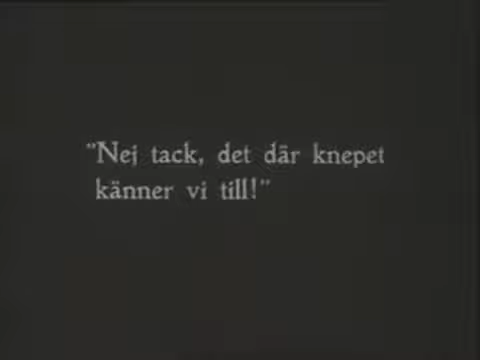 "Nej tack, det där knepet
känner vi till!"